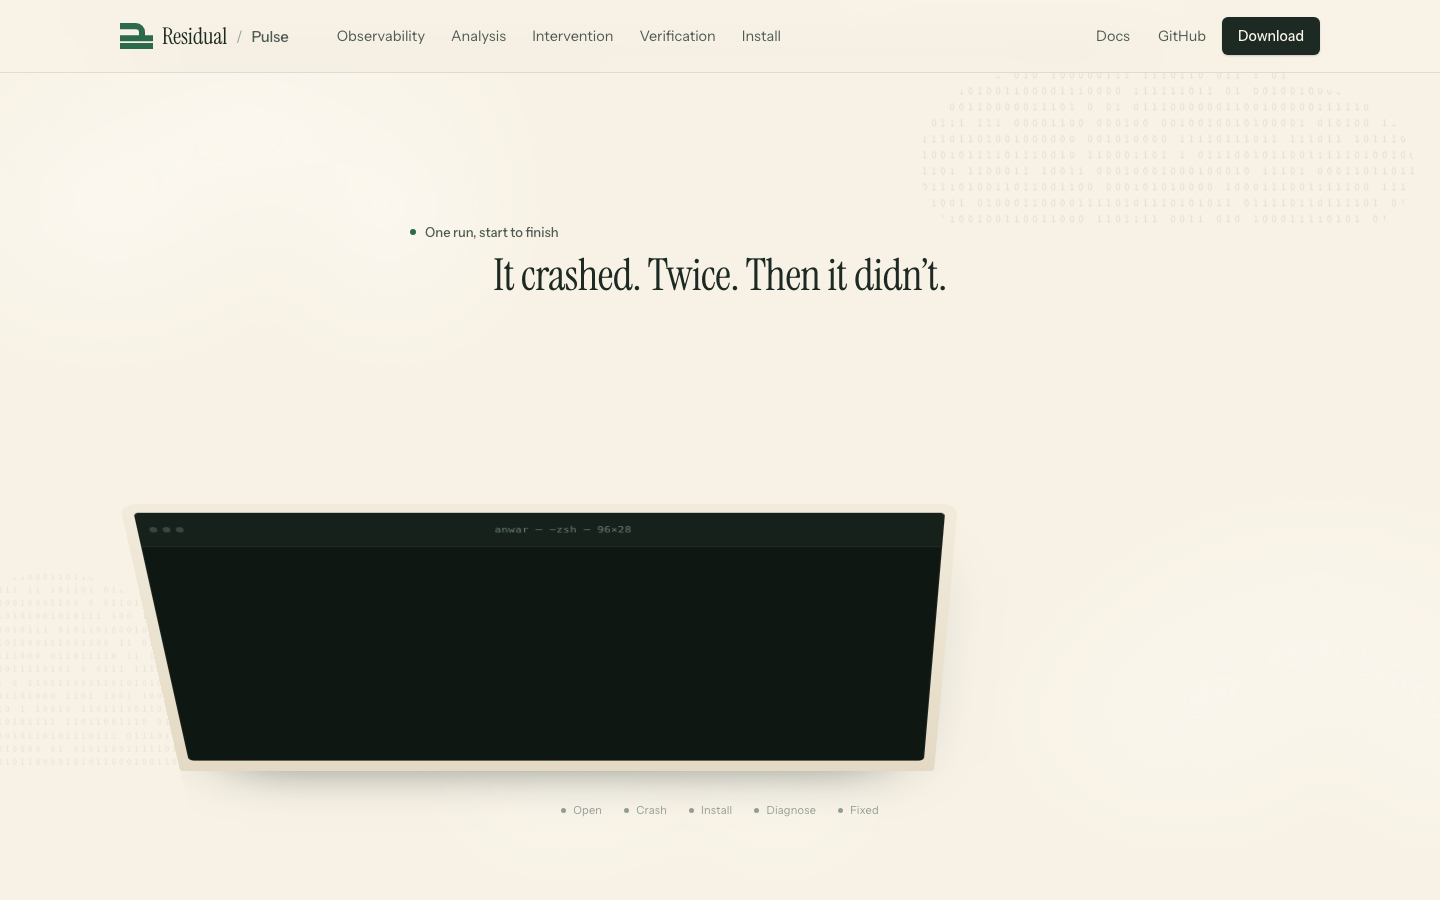 Residual / Pulse
Observability
Analysis
Intervention
Verification
Install
Docs
GitHub
Download
One run, start to finish
It crashed. Twice. Then it didn’t.
anwar — ~zsh — 96×28
Open
Crash
Install
Diagnose
Fixed